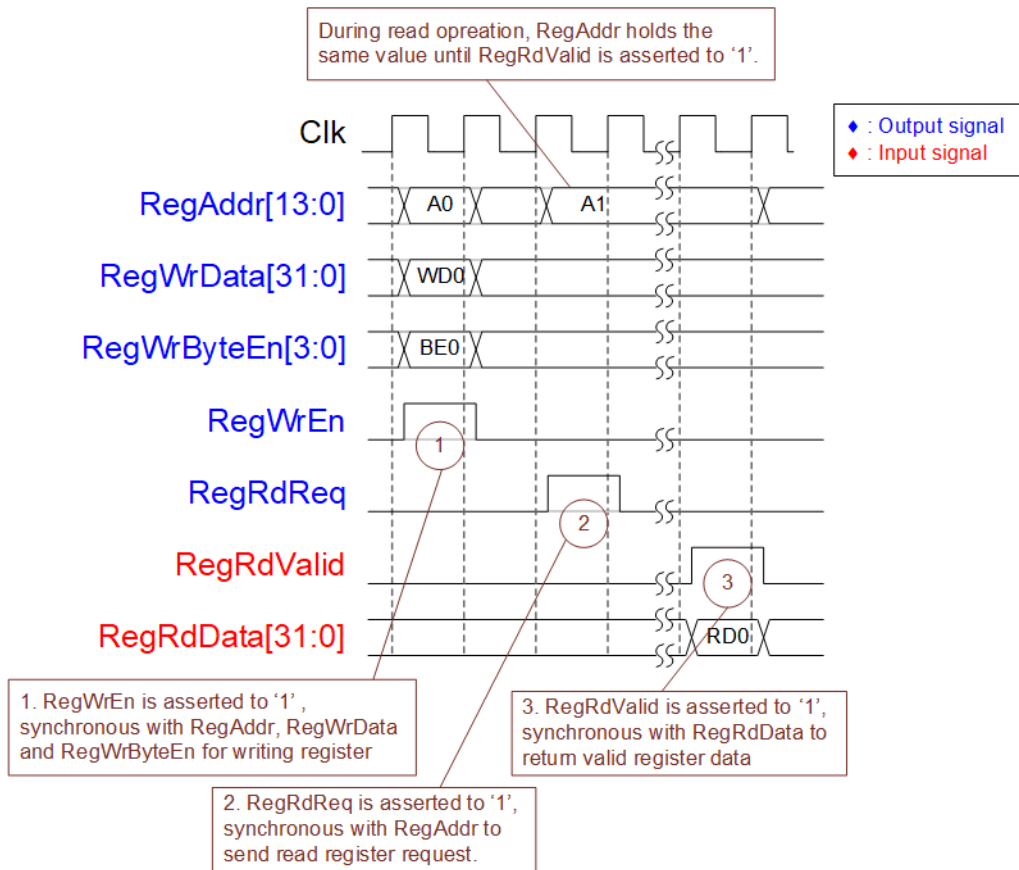 During read opreation, RegAddr holds the
same value until RegRdValid is asserted to ‘1’.
Clk
♦ : Output signal
♦ : Input signal
RegAddr[13:0]
A0
A1
RegWrData[31:0]
WD0
RegWrByteEn[3:0]
BE0
RegWrEn
1
RegRdReq
2
RegRdValid
3
RegRdData[31:0]
RD0
1. RegWrEn is asserted to ‘1’ ,
synchronous with RegAddr, RegWrData
and RegWrByteEn for writing register
3. RegRdValid is asserted to ‘1’,
synchronous with RegRdData to
return valid register data
2. RegRdReq is asserted to ‘1’,
synchronous with RegAddr to
send read register request.